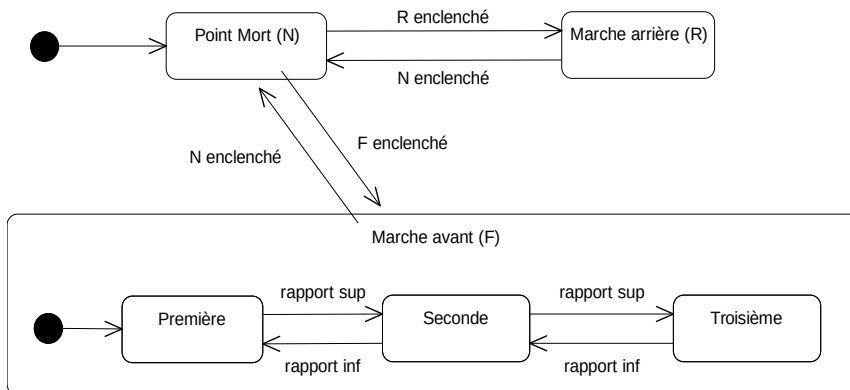 Point Mort (N)
R enclenché
Marche arrière (R)
N enclenché
F enclenché
N enclenché
Marche avant (F)
rapport sup
rapport sup
Première
Seconde
Troisième
rapport inf
rapport inf